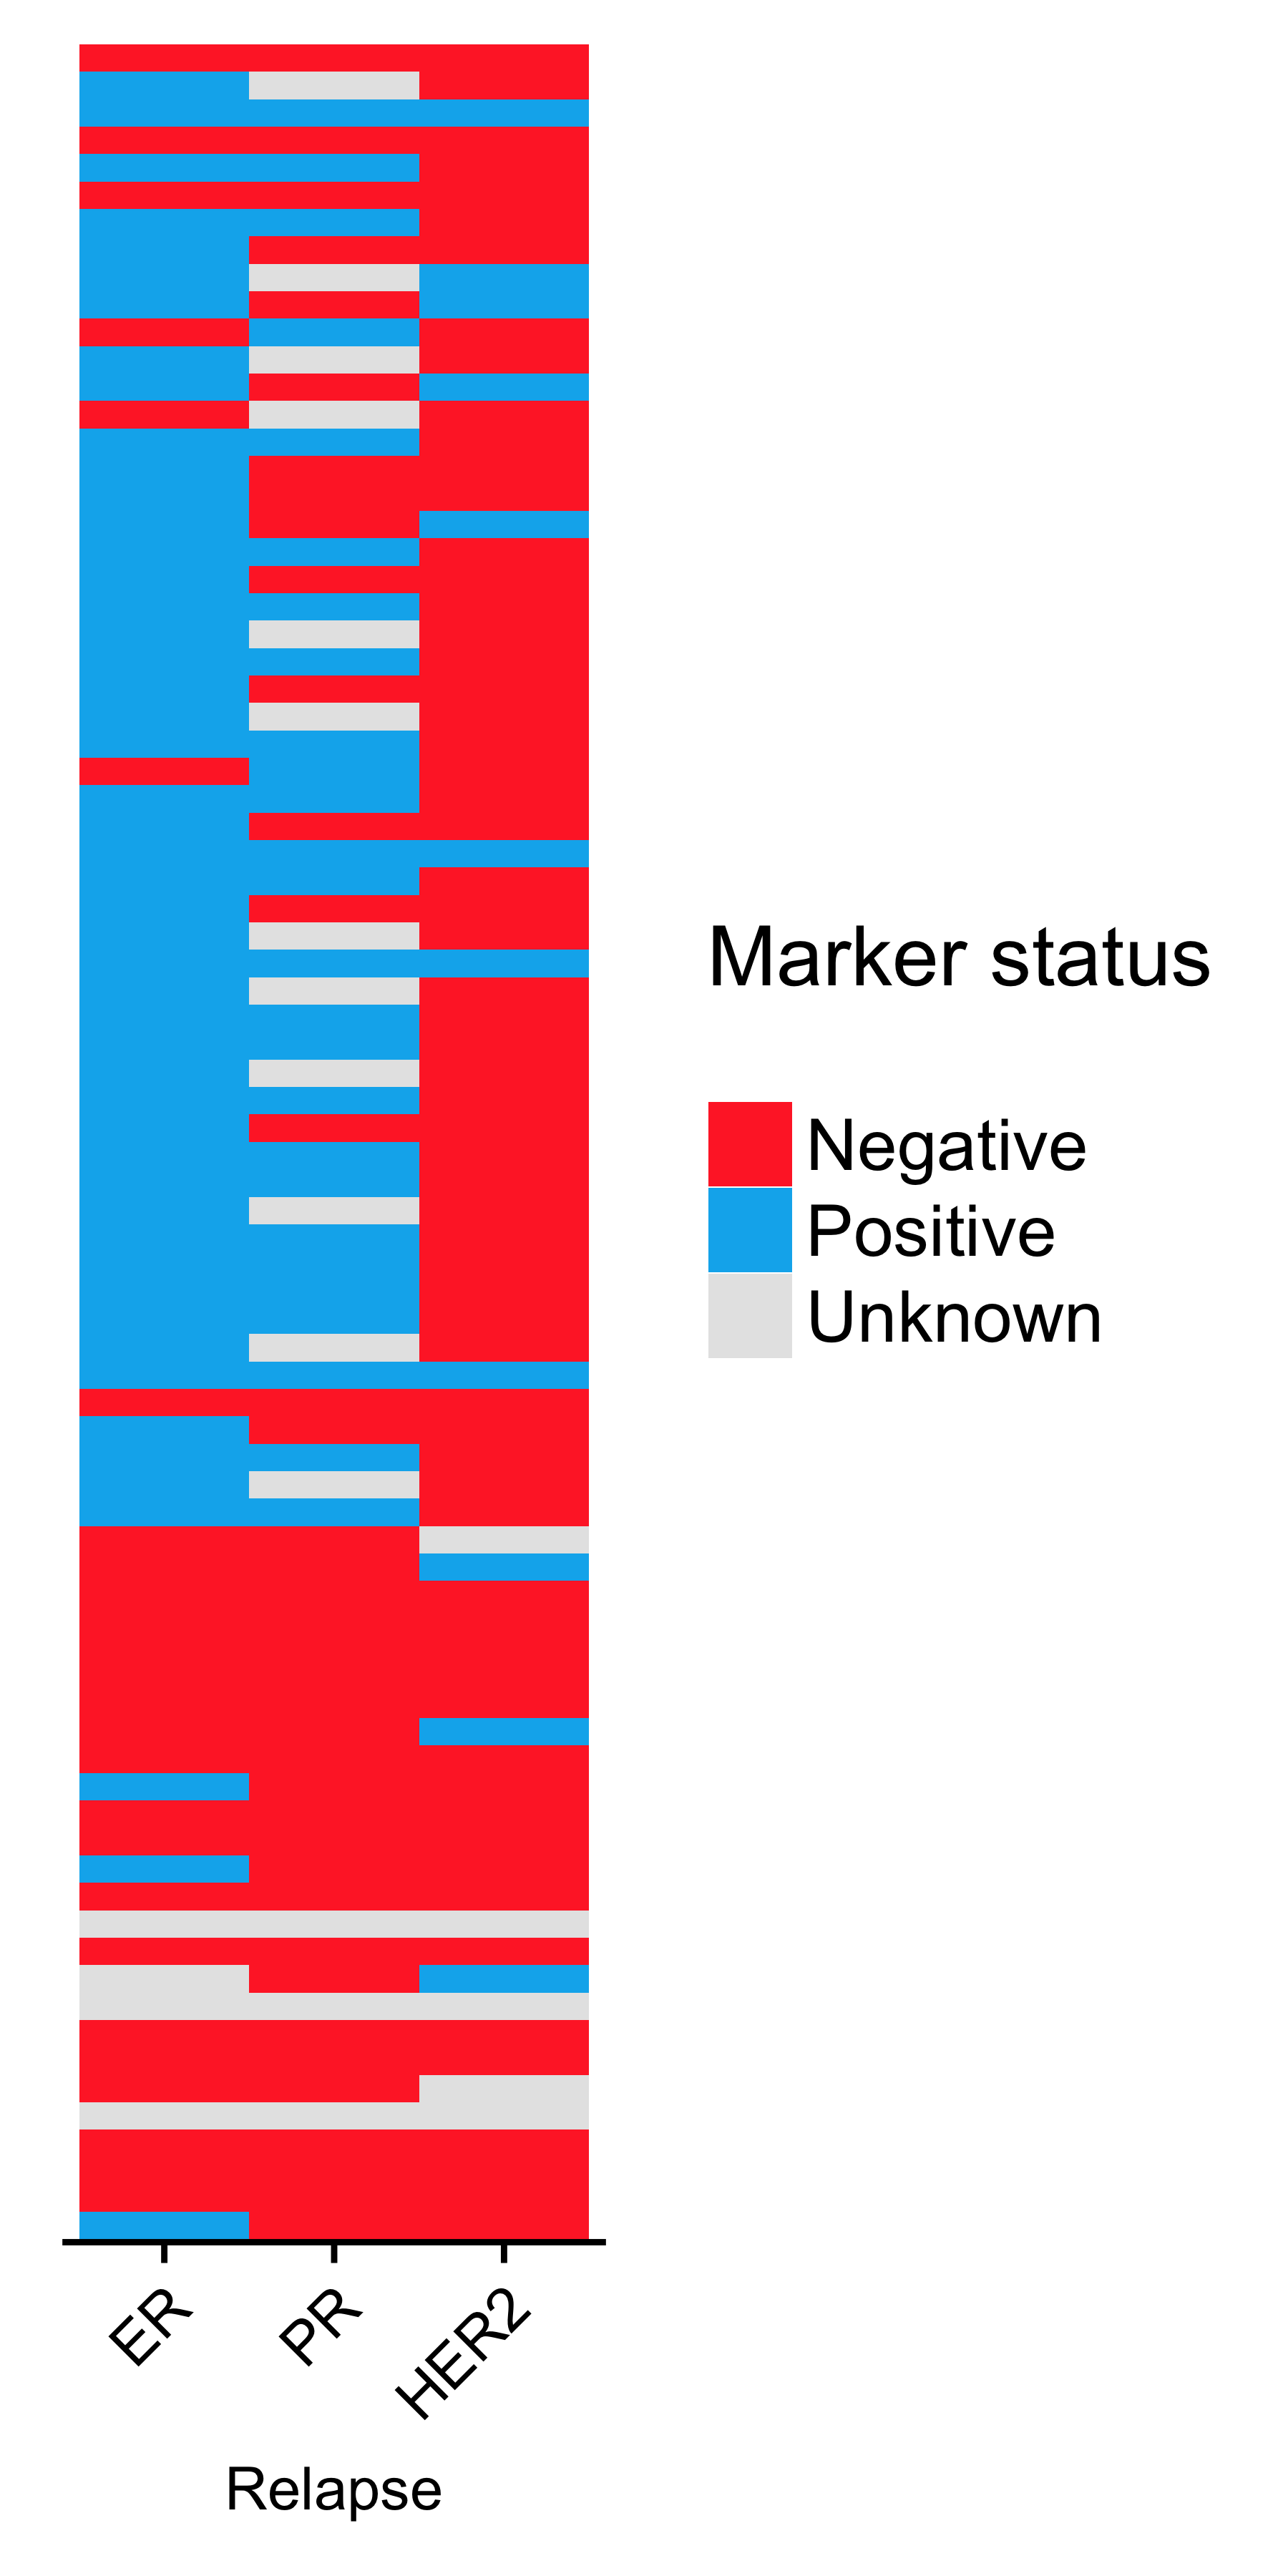 Marker status
Negative
Positive
Unknown
ER
PR
HER2
Relapse